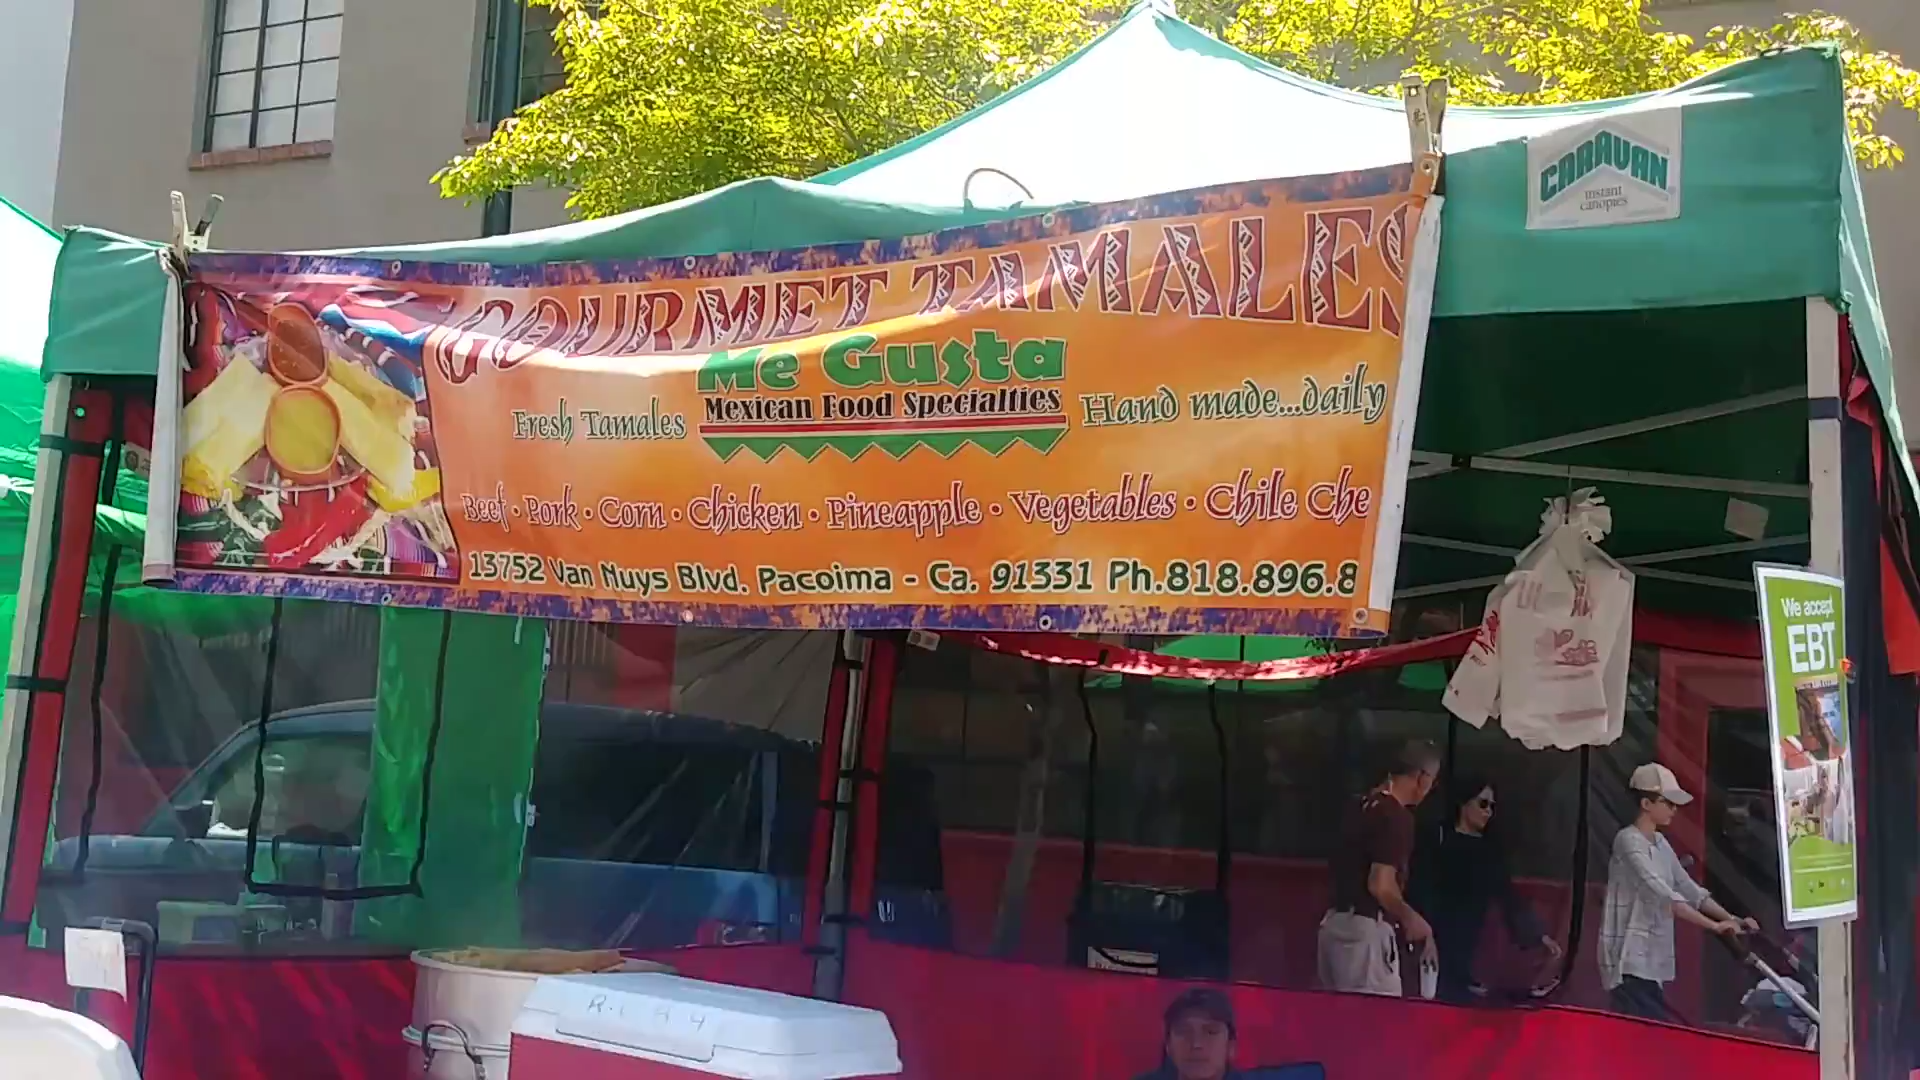 GOURMET TAMALES
Me Gusta
Mexican Food Specialties
Fresh Tamales
Hand made...daily
Beef · Pork · Corn · Chicken · Pineapple · Vegetables · Chile Che
13752 Van Nuys Blvd. Pacoima - Ca. 91331 Ph.818.896.8
CARAVAN
instant
canopies
We accept
EBT